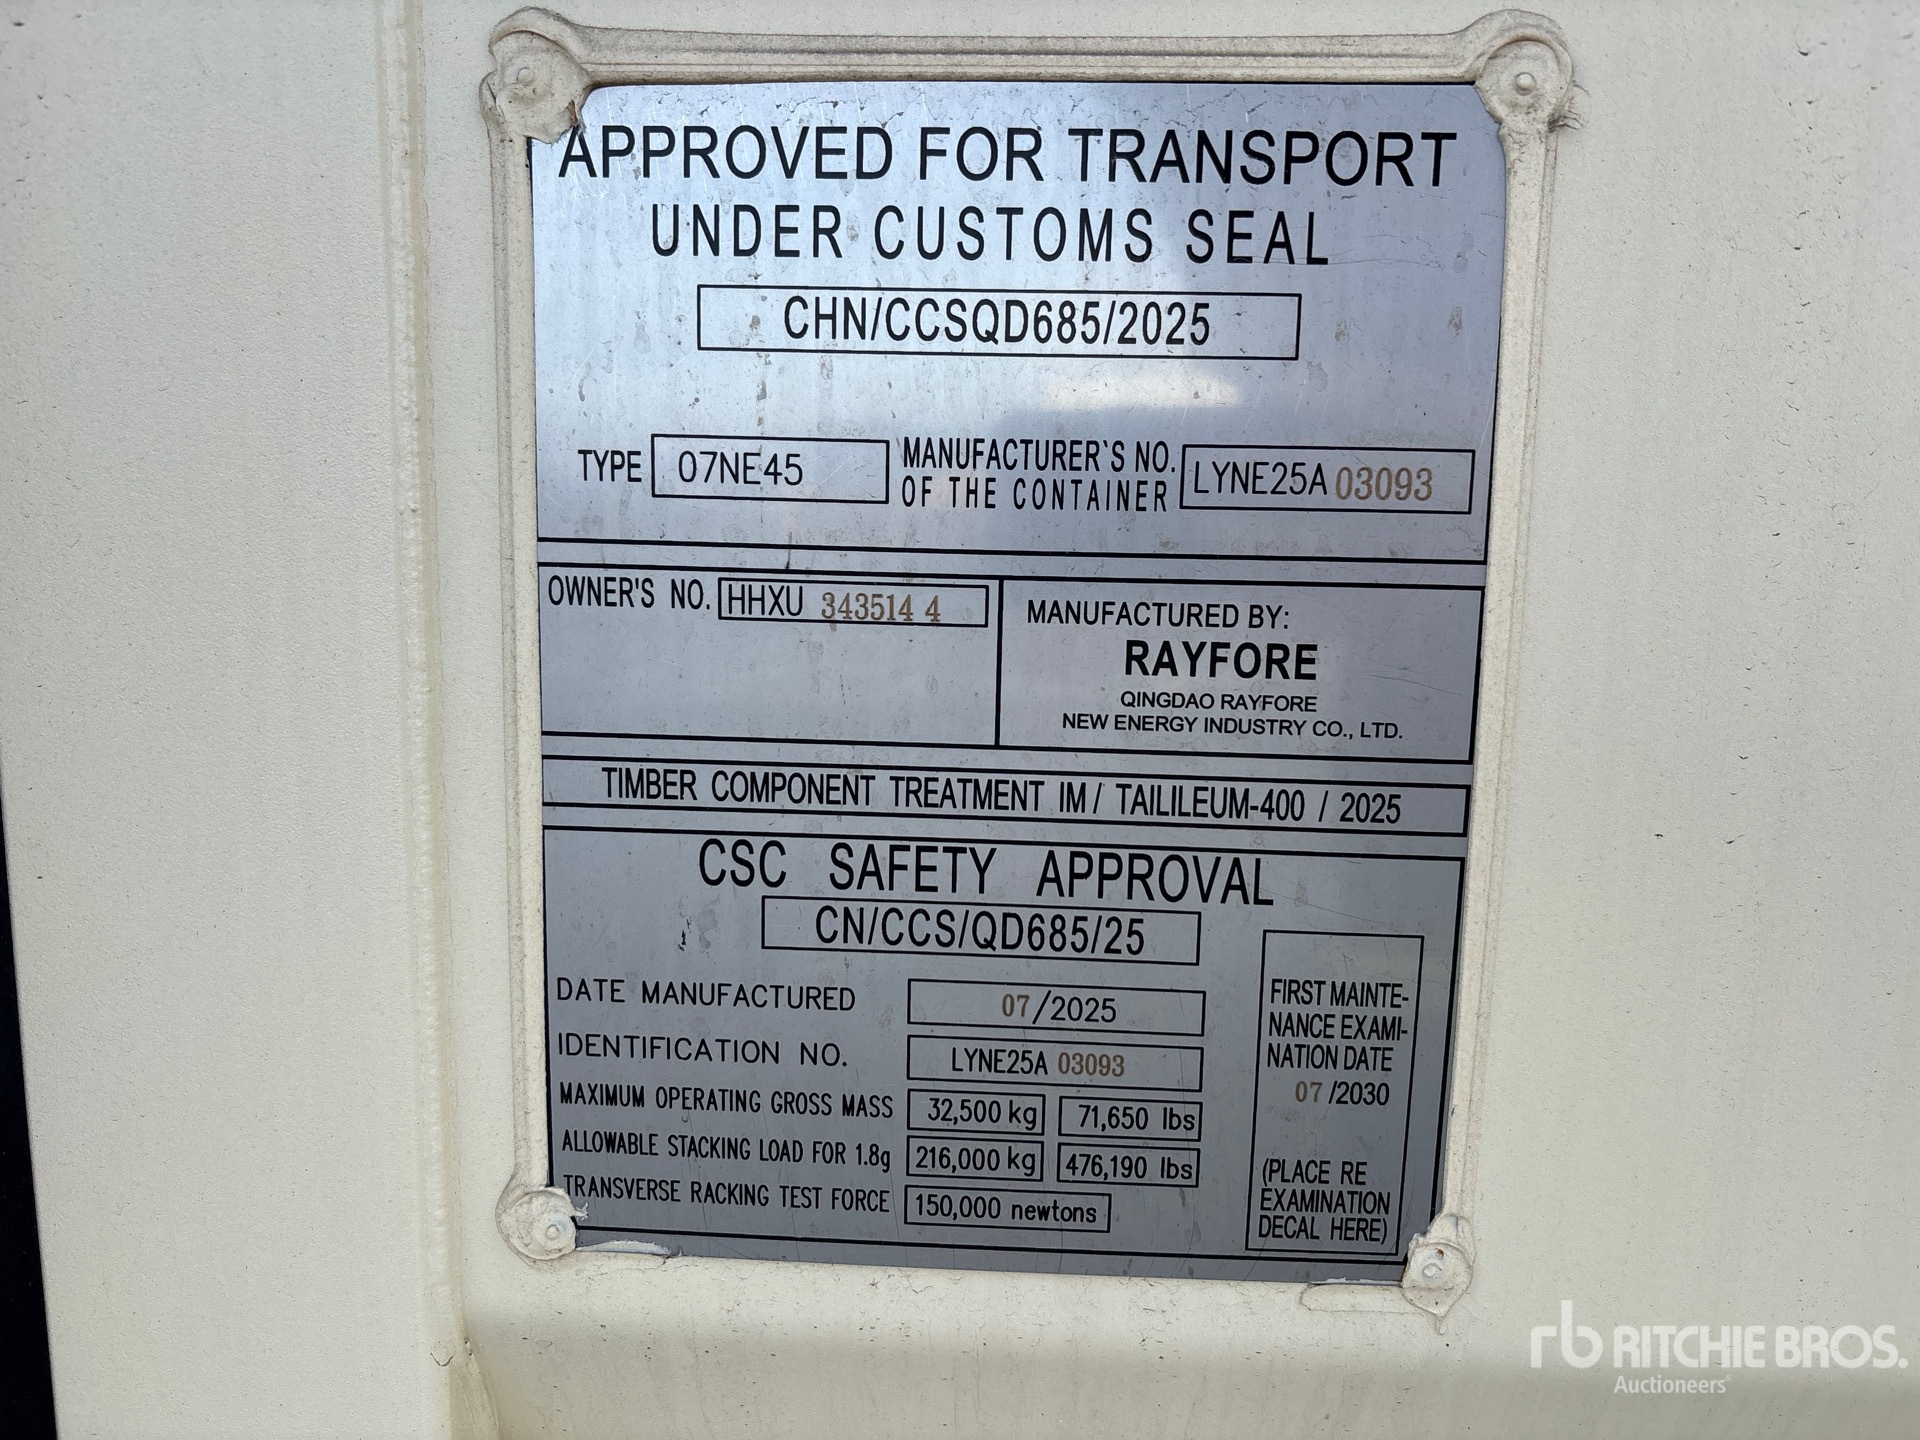 APPROVED FOR TRANSPORT
UNDER CUSTOMS SEAL
CHN/CCSQD685/2025
TYPE 07NE45
MANUFACTURER`S NO.
OF THE CONTAINER
LYNE25A 03093
OWNER'S NO. HHXU 343514 4
MANUFACTURED BY:
RAYFORE
QINGDAO RAYFORE
NEW ENERGY INDUSTRY CO., LTD.
TIMBER COMPONENT TREATMENT IM / TAILILEUM-400 / 2025
CSC SAFETY APPROVAL
CN/CCS/QD685/25
DATE MANUFACTURED 07/2025
IDENTIFICATION NO. LYNE25A 03093
MAXIMUM OPERATING GROSS MASS 32,500 kg 71,650 lbs
ALLOWABLE STACKING LOAD FOR 1.8g 216,000 kg 476,190 lbs
TRANSVERSE RACKING TEST FORCE 150,000 newtons
FIRST MAINTE-
NANCE EXAMI-
NATION DATE
07 /2030
(PLACE RE
EXAMINATION
DECAL HERE)
rb RITCHIE BROS.
Auctioneers